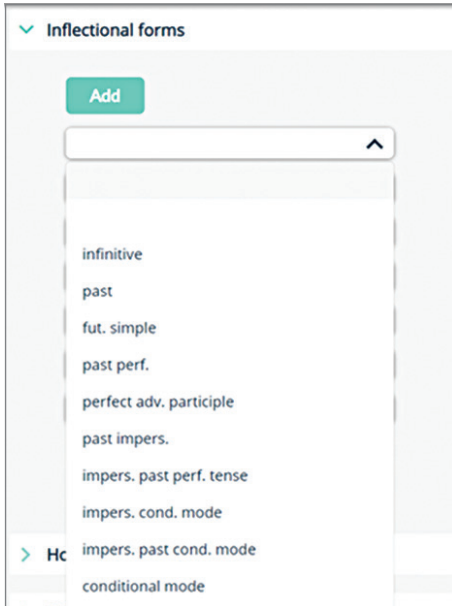 Inflectional forms
Add
infinitive
past
fut. simple
past perf.
perfect adv. participle
past impers.
impers. past perf. tense
impers. cond. mode
impers. past cond. mode
conditional mode